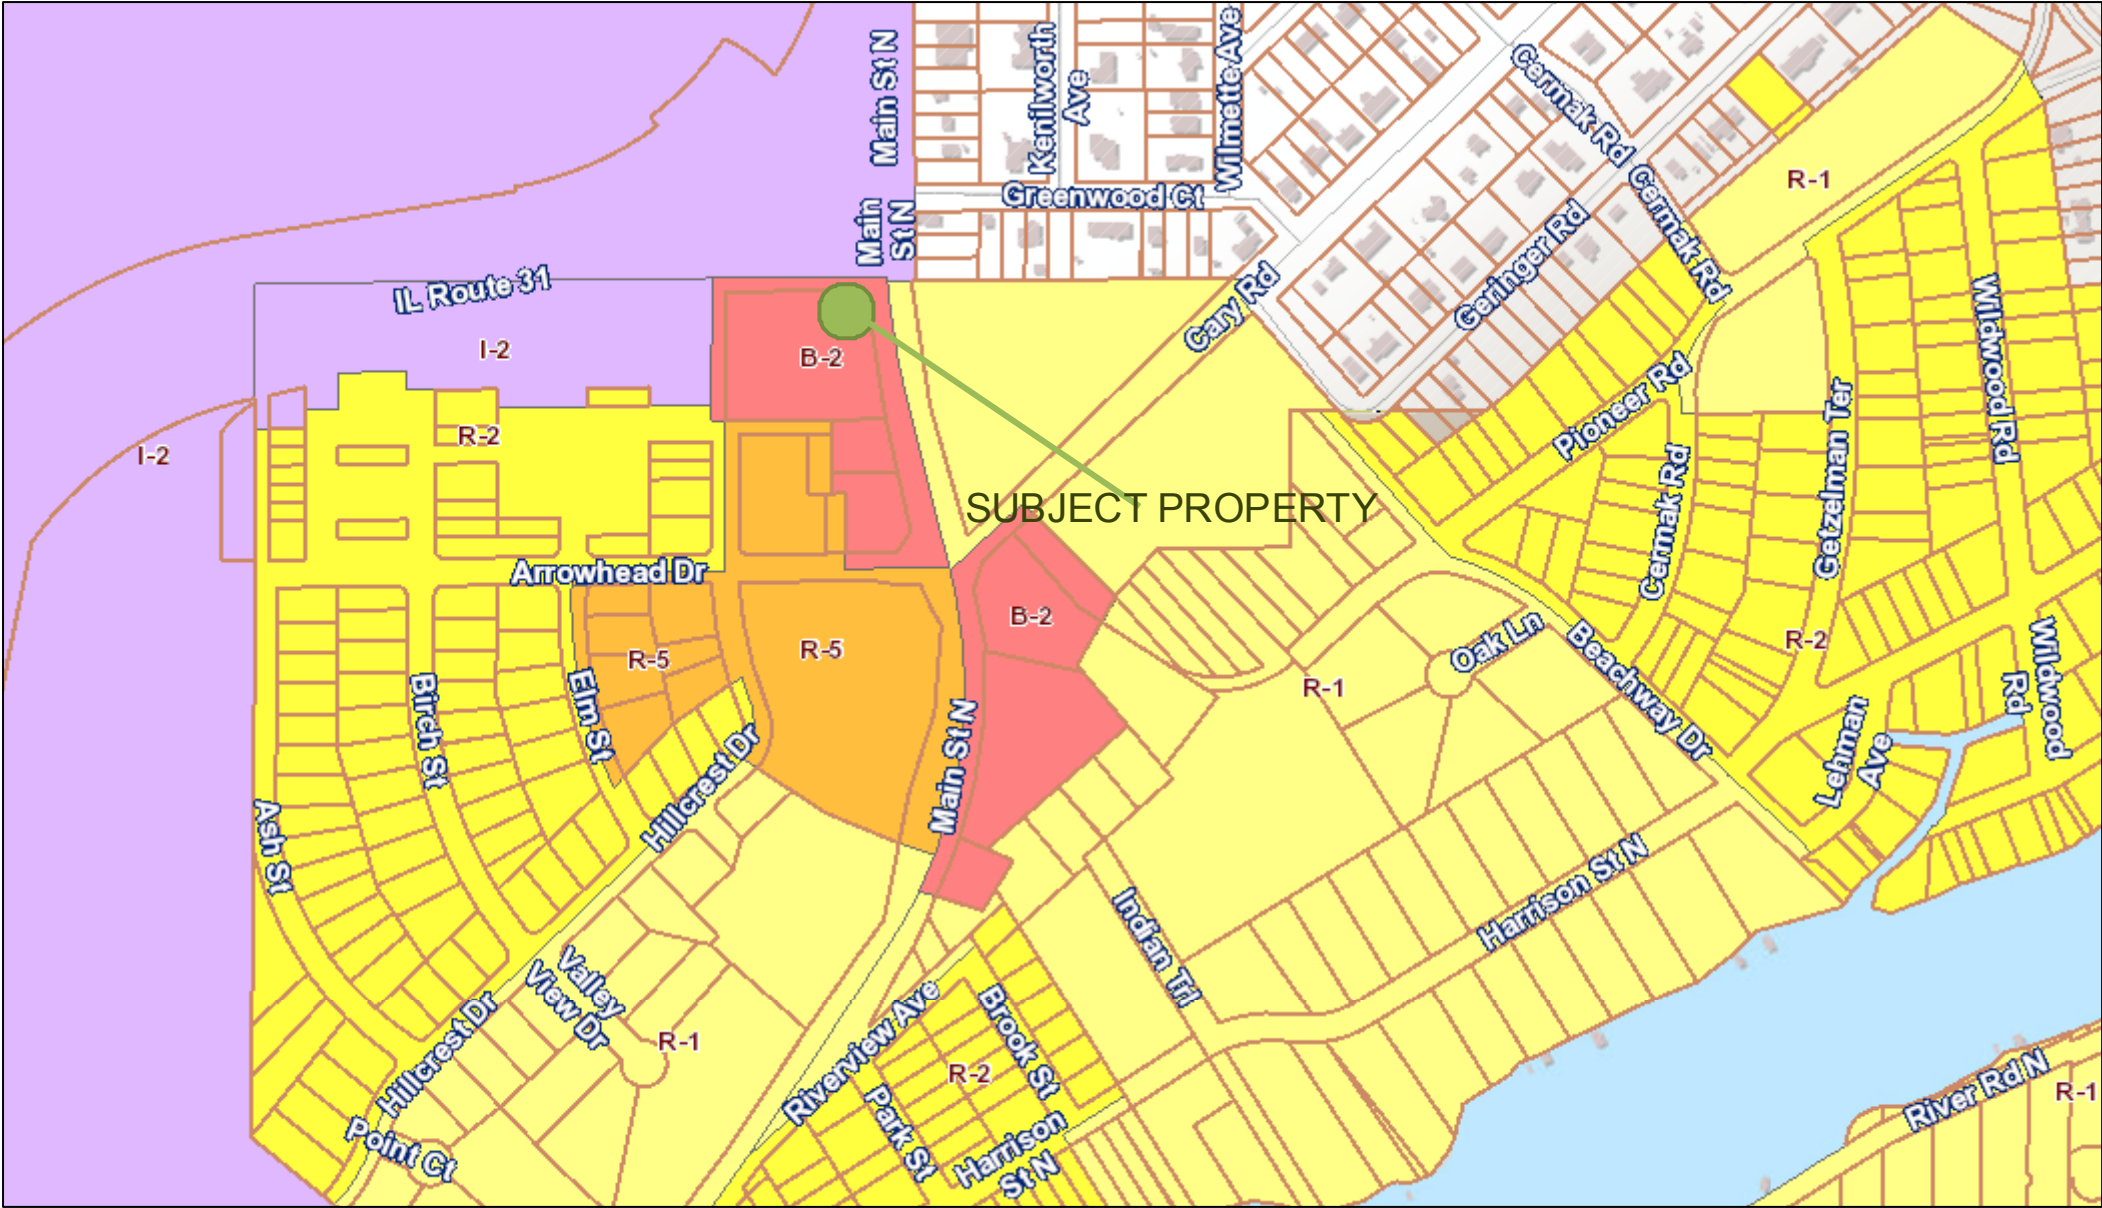 Main St N
Kenilworth
Ave
Wilmette Ave
Cermak Rd
Cermak Rd
R-1
Greenwood Ct
Main
St N
Geringer Rd
IL Route 31
Cary Rd
Wildwood Rd
I-2
B-2
Pioneer Rd
Getzelman Ter
R-2
I-2
Cermak Rd
SUBJECT PROPERTY
Arrowhead Dr
B-2
Oak Ln
Beachway Dr
R-2
Wildwood
Rd
R-5
R-5
R-1
Birch St
Elm St
Main St N
Hillcrest Dr
Lehman
Ave
Ash St
Harrison St N
Indian Trl
Valley
View Dr
Hillcrest Dr
R-1
Riverview Ave
Brook St
R-2
Park St
River Rd N
R-1
Point Ct
Harrison
St N